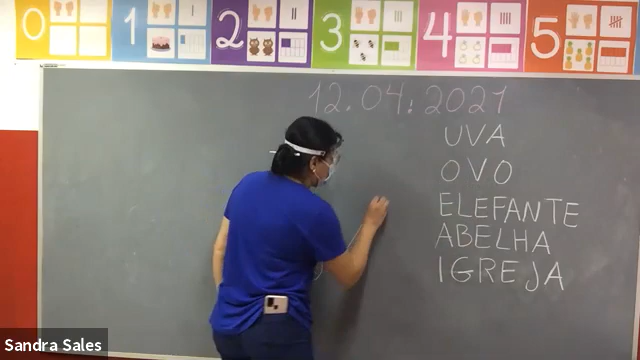 0 1 2 3 4 5
12.04.2021
UVA
OVO
ELEFANTE
ABELHA
IGREJA
Sandra Sales